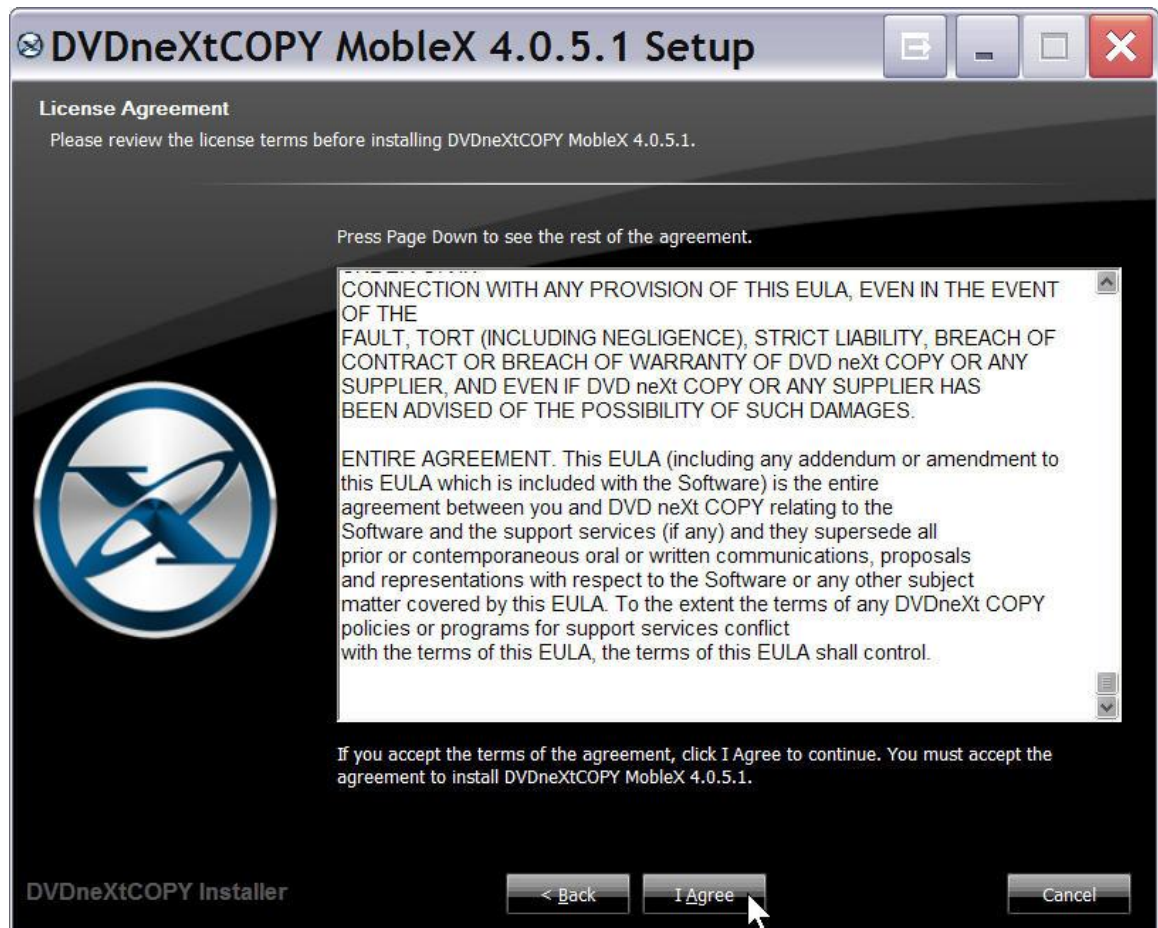 DVDneXtCOPY MobleX 4.0.5.1 Setup
License Agreement
Please review the license terms before installing DVDneXtCOPY MobleX 4.0.5.1.
Press Page Down to see the rest of the agreement.
CONNECTION WITH ANY PROVISION OF THIS EULA, EVEN IN THE EVENT
OF THE
FAULT, TORT (INCLUDING NEGLIGENCE), STRICT LIABILITY, BREACH OF
CONTRACT OR BREACH OF WARRANTY OF DVD neXt COPY OR ANY
SUPPLIER, AND EVEN IF DVD neXt COPY OR ANY SUPPLIER HAS
BEEN ADVISED OF THE POSSIBILITY OF SUCH DAMAGES.
ENTIRE AGREEMENT. This EULA (including any addendum or amendment to
this EULA which is included with the Software) is the entire
agreement between you and DVD neXt COPY relating to the
Software and the support services (if any) and they supersede all
prior or contemporaneous oral or written communications, proposals
and representations with respect to the Software or any other subject
matter covered by this EULA. To the extent the terms of any DVDneXt COPY
policies or programs for support services conflict
with the terms of this EULA, the terms of this EULA shall control.
If you accept the terms of the agreement, click I Agree to continue. You must accept the
agreement to install DVDneXtCOPY MobleX 4.0.5.1.
DVDneXtCOPY Installer
< Back
I Agree
Cancel